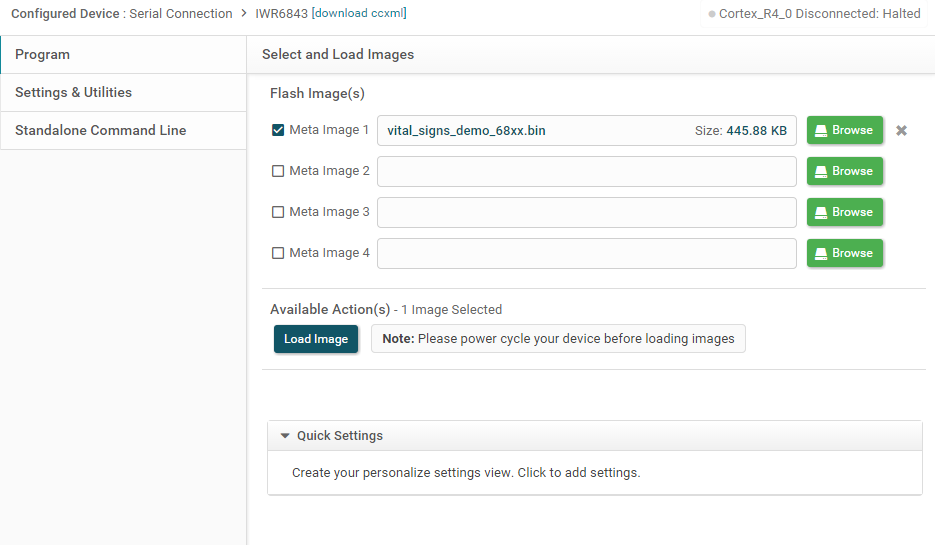 Configured Device : Serial Connection > IWR6843 [download ccxml]
Cortex_R4_0 Disconnected: Halted
Program
Select and Load Images
Settings & Utilities
Standalone Command Line
Flash Image(s)
Meta Image 1 vital_signs_demo_68xx.bin Size: 445.88 KB Browse
Meta Image 2 Browse
Meta Image 3 Browse
Meta Image 4 Browse
Available Action(s) - 1 Image Selected
Load Image Note: Please power cycle your device before loading images
Quick Settings
Create your personalize settings view. Click to add settings.